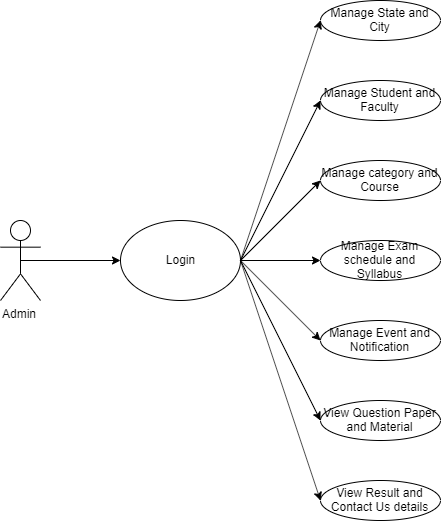 Manage State and
City
Manage Student and
Faculty
Manage category and
Course
Manage Exam
schedule and
Syllabus
Login
Admin
Manage Event and
Notification
View Question Paper
and Material
View Result and
Contact Us details